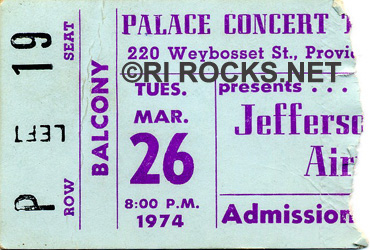 19 SEAT
LEFT
P ROW
BALCONY
PALACE CONCERT
220 Weybosset St., Provi
©RI ROCKS.NET
TUES. presents ...
MAR. Jefferso
26 Air
8:00 P.M.
1974 Admission